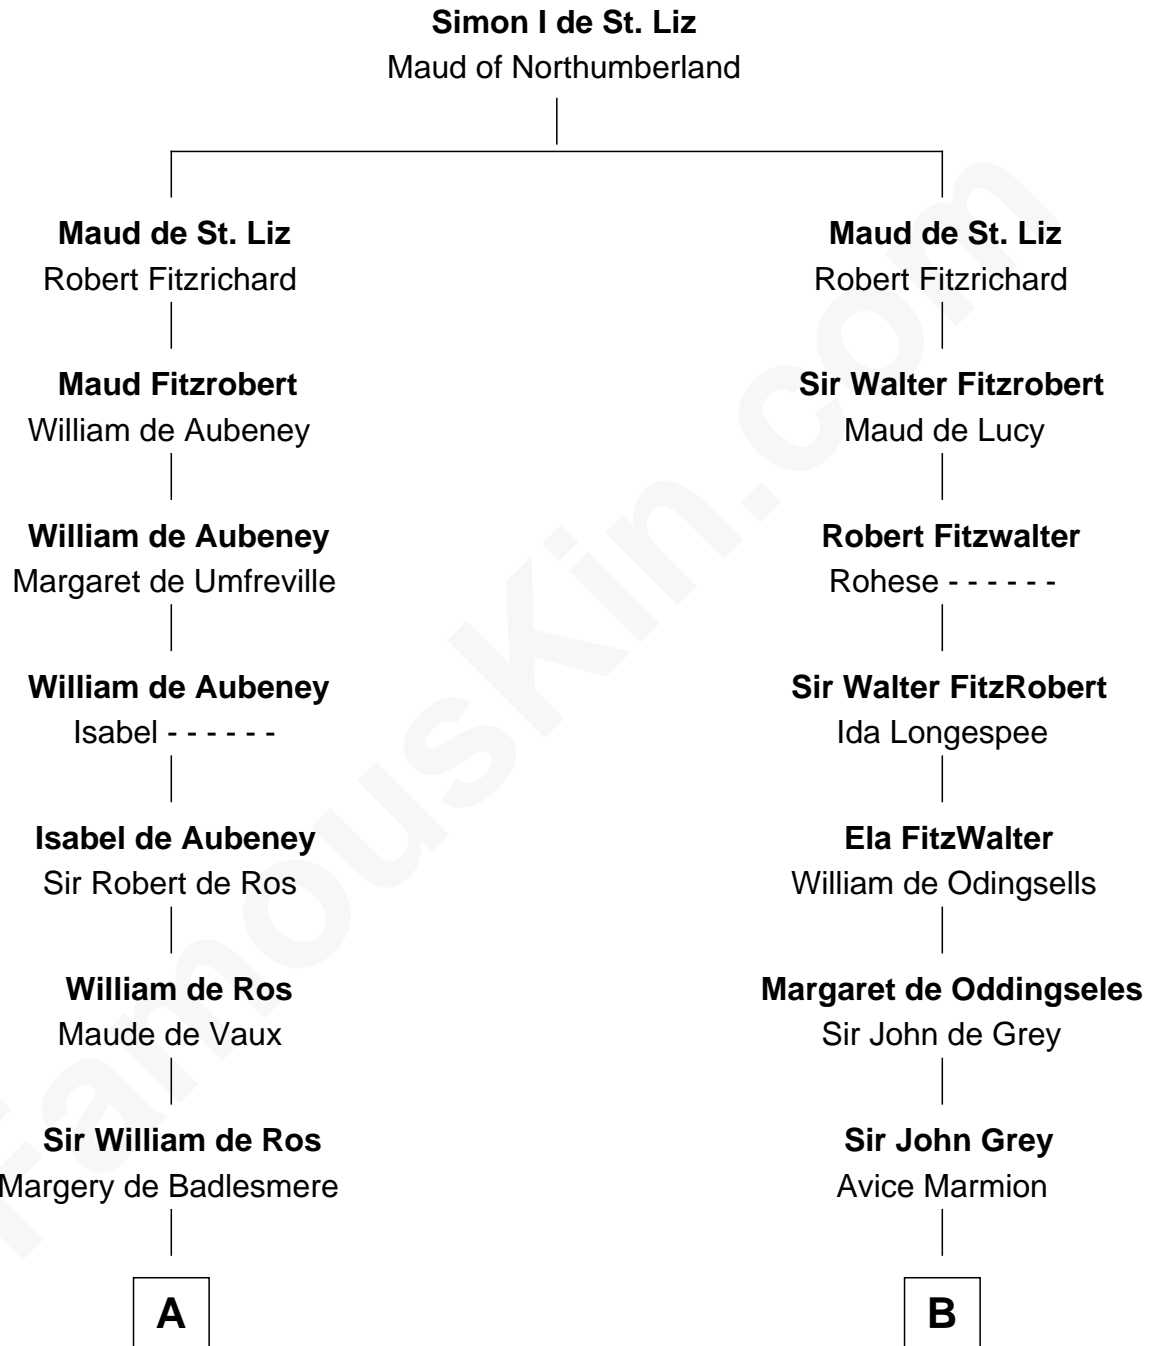 Simon I de St. Liz
Maud of Northumberland
Maud de St. Liz
Robert Fitzrichard
Maud Fitzrobert
William de Aubeney
William de Aubeney
Margaret de Umfreville
William de Aubeney
Isabel - - - - - -
Isabel de Aubeney
Sir Robert de Ros
William de Ros
Maude de Vaux
Sir William de Ros
Margery de Badlesmere
A
Maud de St. Liz
Robert Fitzrichard
Sir Walter Fitzrobert
Maud de Lucy
Robert Fitzwalter
Rohese - - - - - -
Sir Walter FitzRobert
Ida Longespee
Ela FitzWalter
William de Odingsells
Margaret de Oddingseles
Sir John de Grey
Sir John Grey
Avice Marmion
B
FamousKin.com